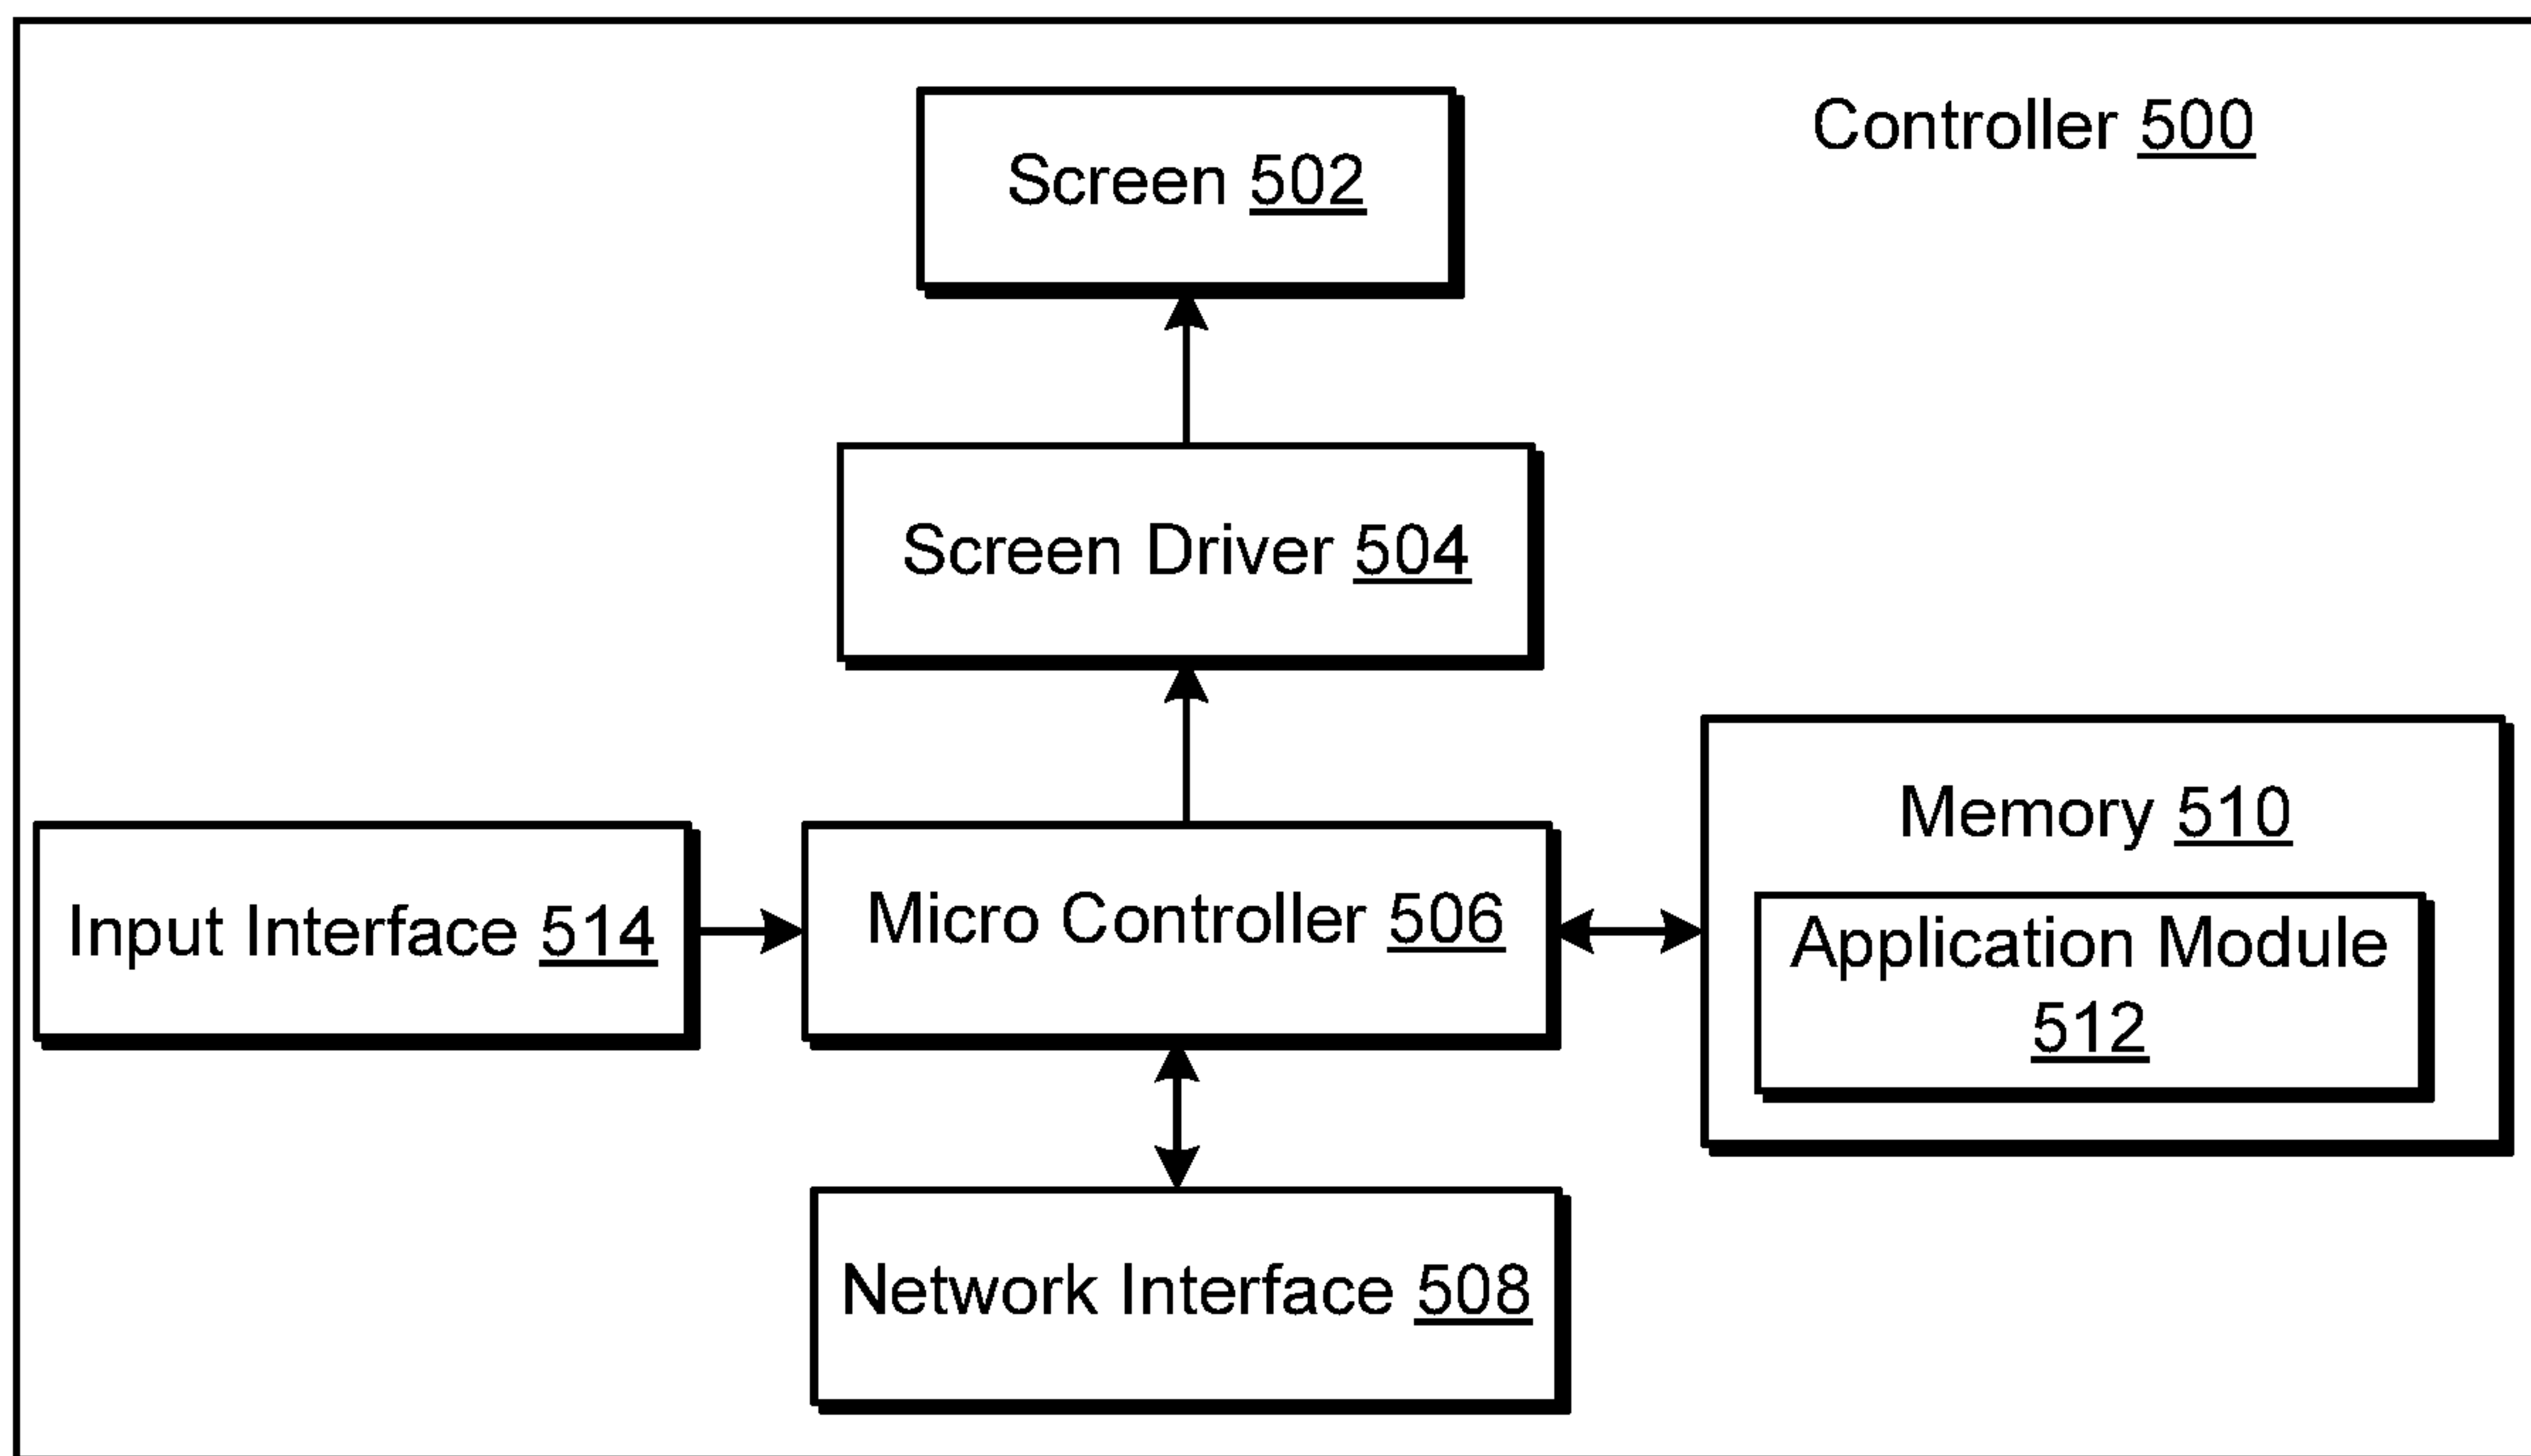 Controller 500
Screen 502
Screen Driver 504
Memory 510
Input Interface 514
Micro Controller 506
Application Module
512
Network Interface 508